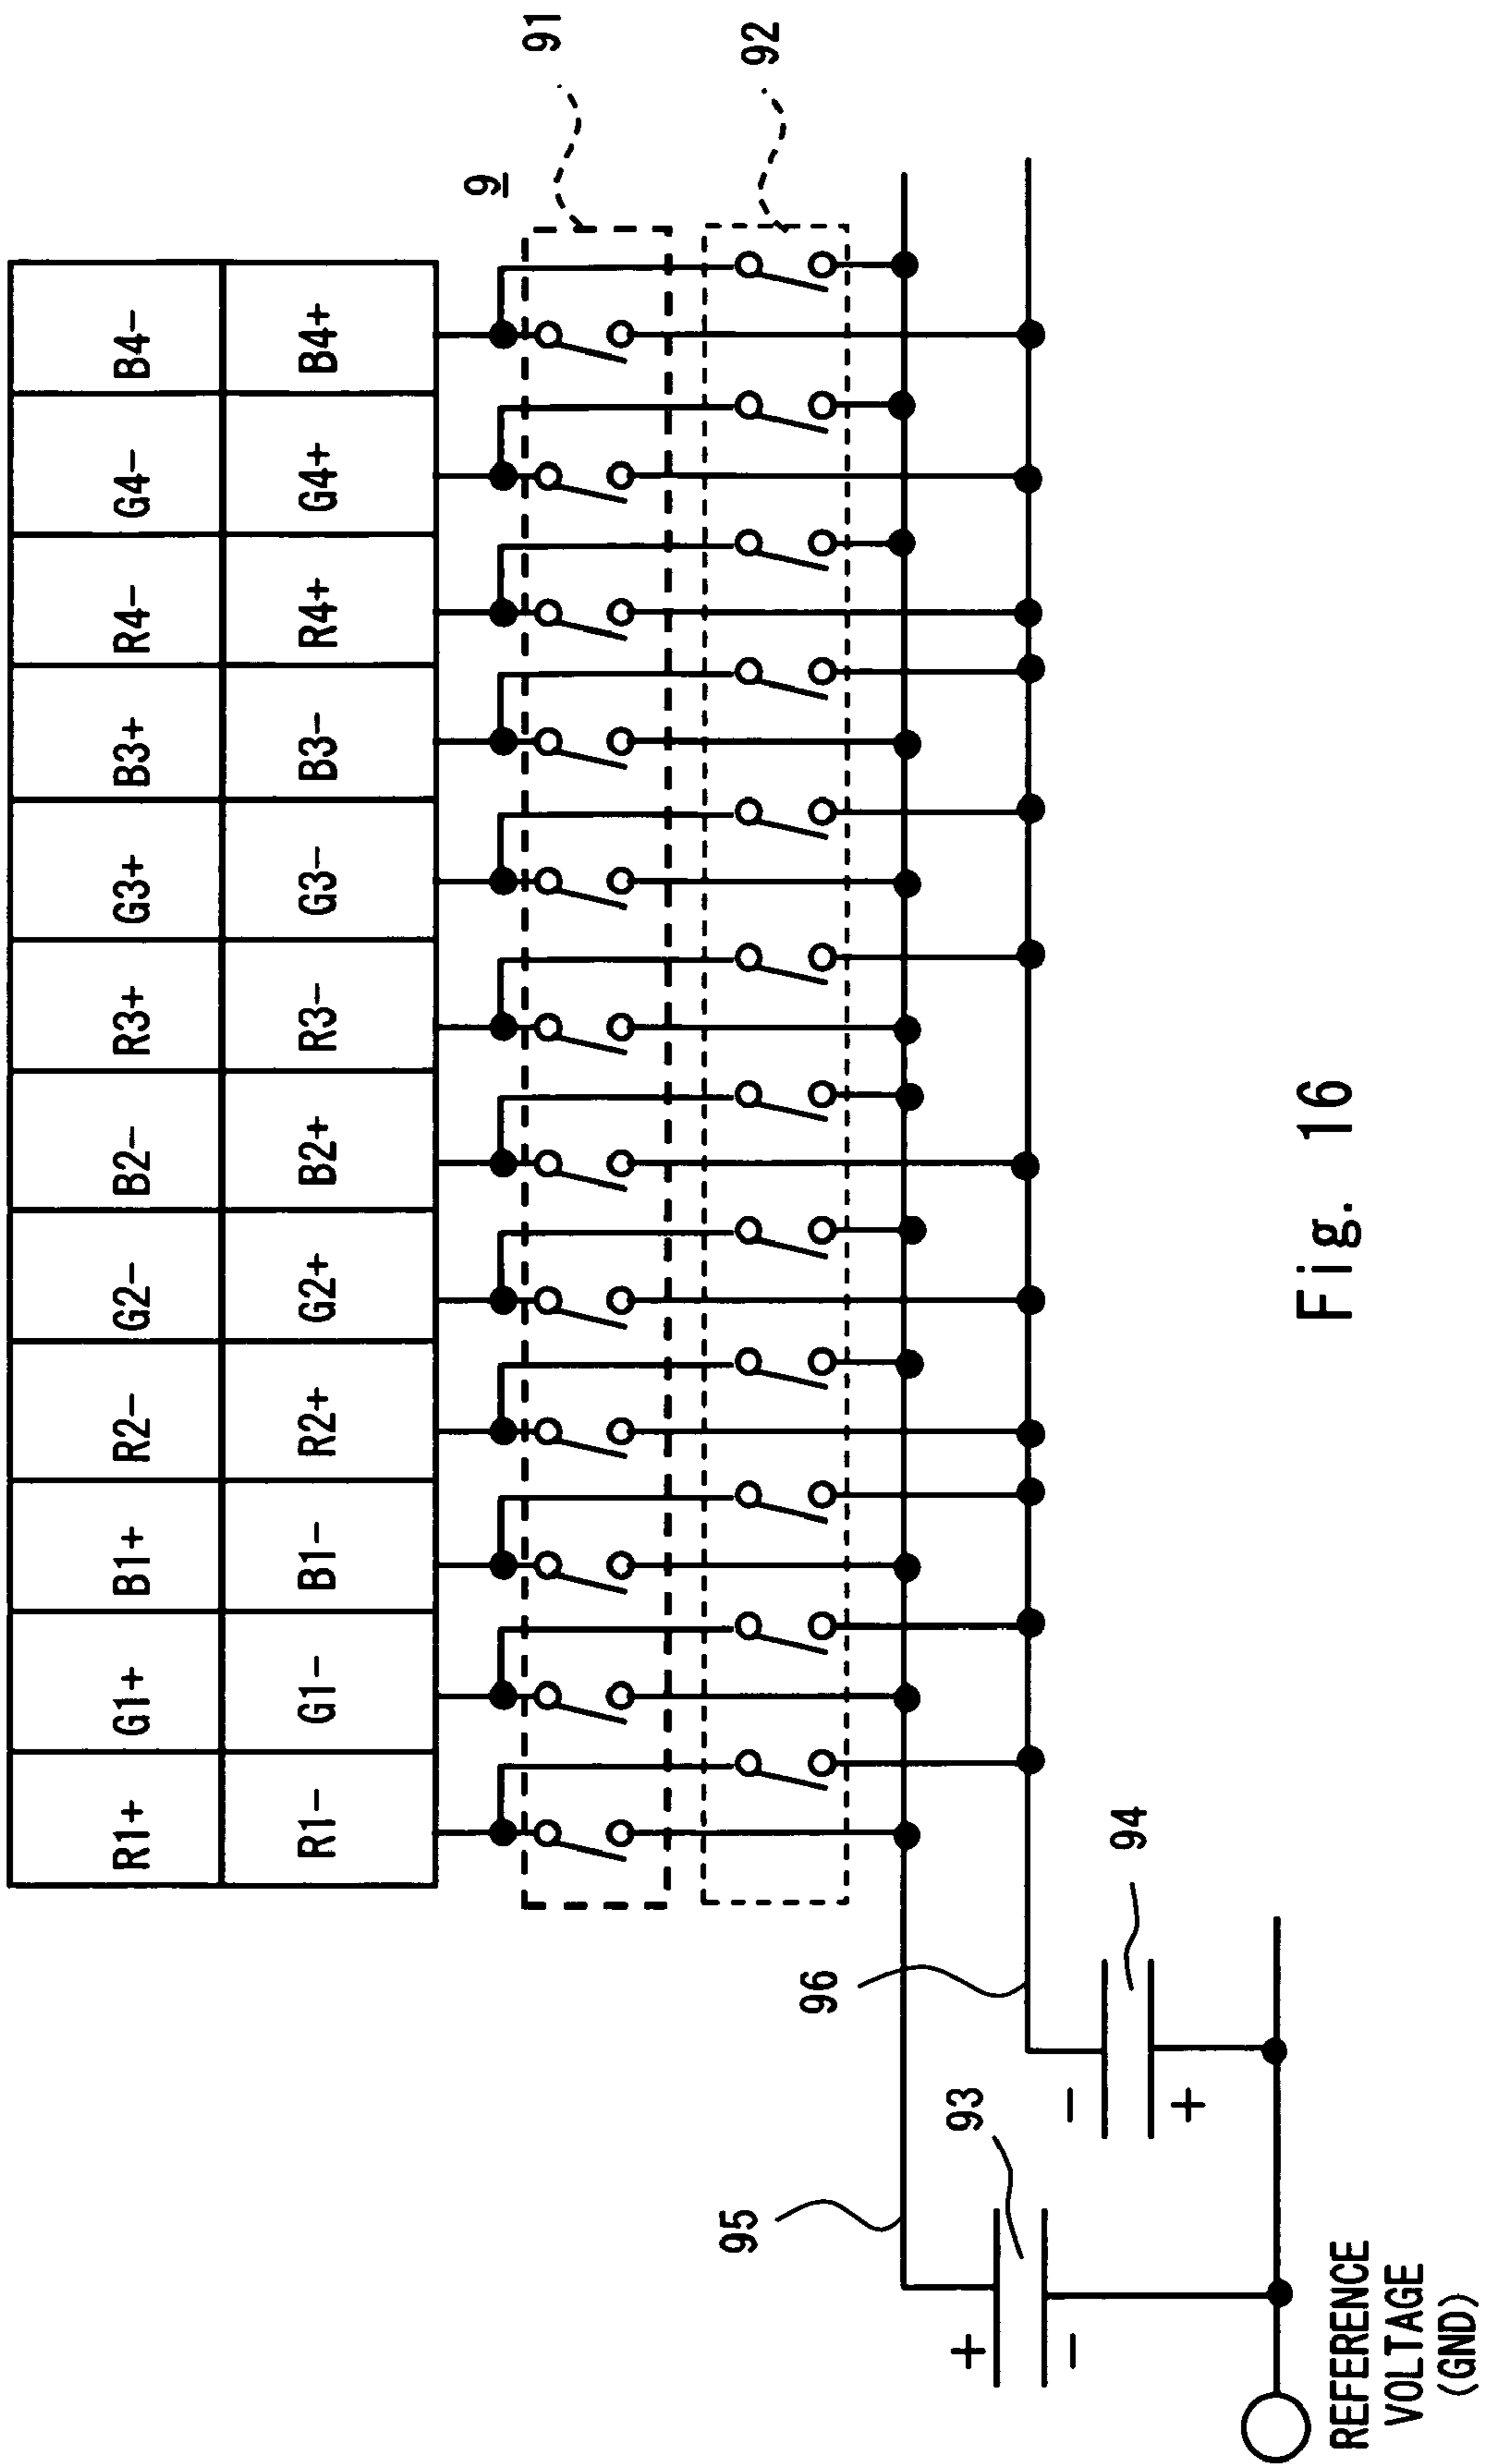 R1+ G1+ B1+ R2− G2− B2− R3+ G3+ B3+ R4− G4− B4−
R1− G1− B1− R2+ G2+ B2+ R3− G3− B3− R4+ G4+ B4+
9
91
92
95
96
93
94
+
−
−
+
REFERENCE
VOLTAGE
(GND)
Fig. 16